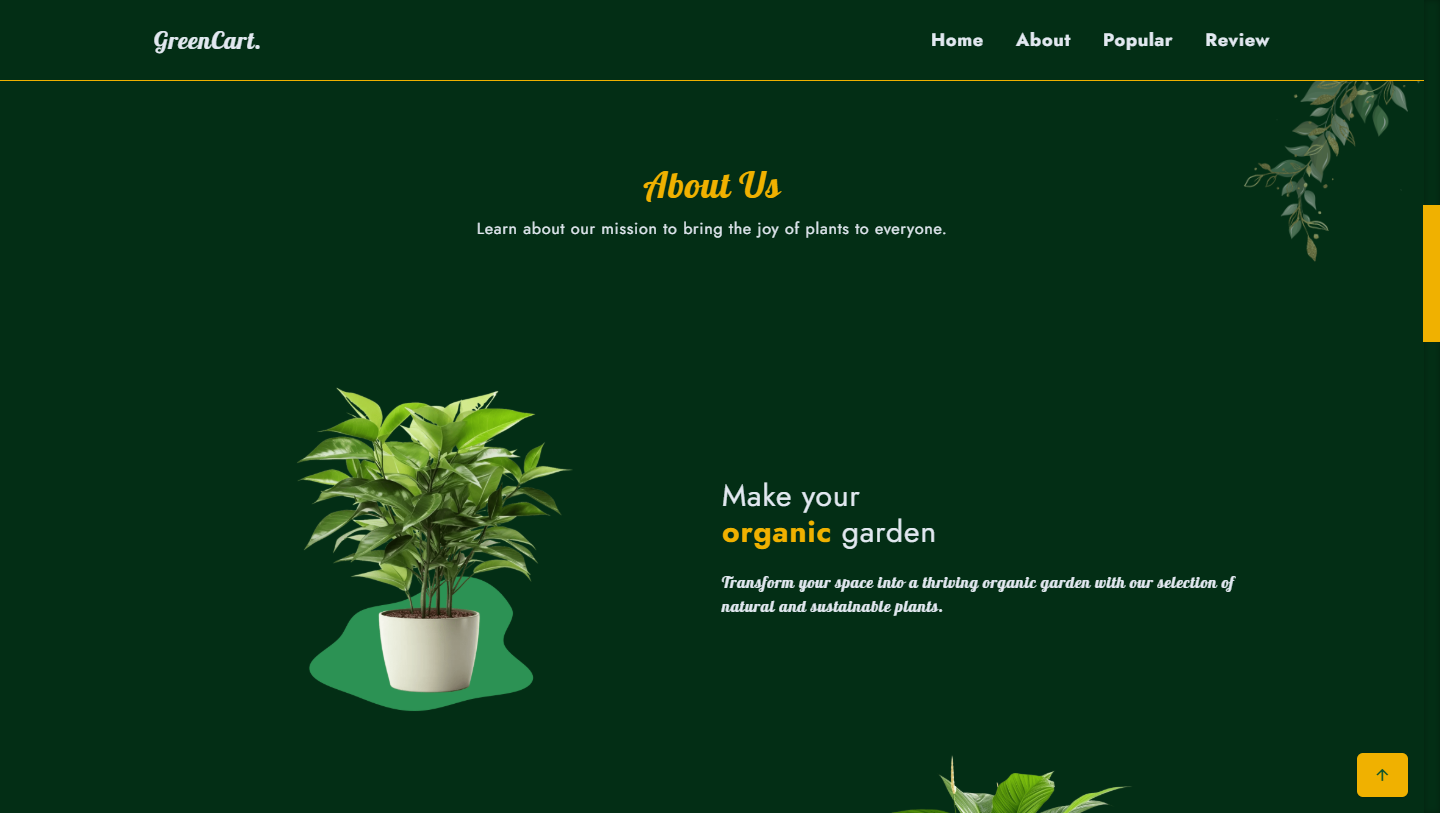 GreenCart.
Home About Popular Review
About Us
Learn about our mission to bring the joy of plants to everyone.
Make your
organic garden
Transform your space into a thriving organic garden with our selection of
natural and sustainable plants.